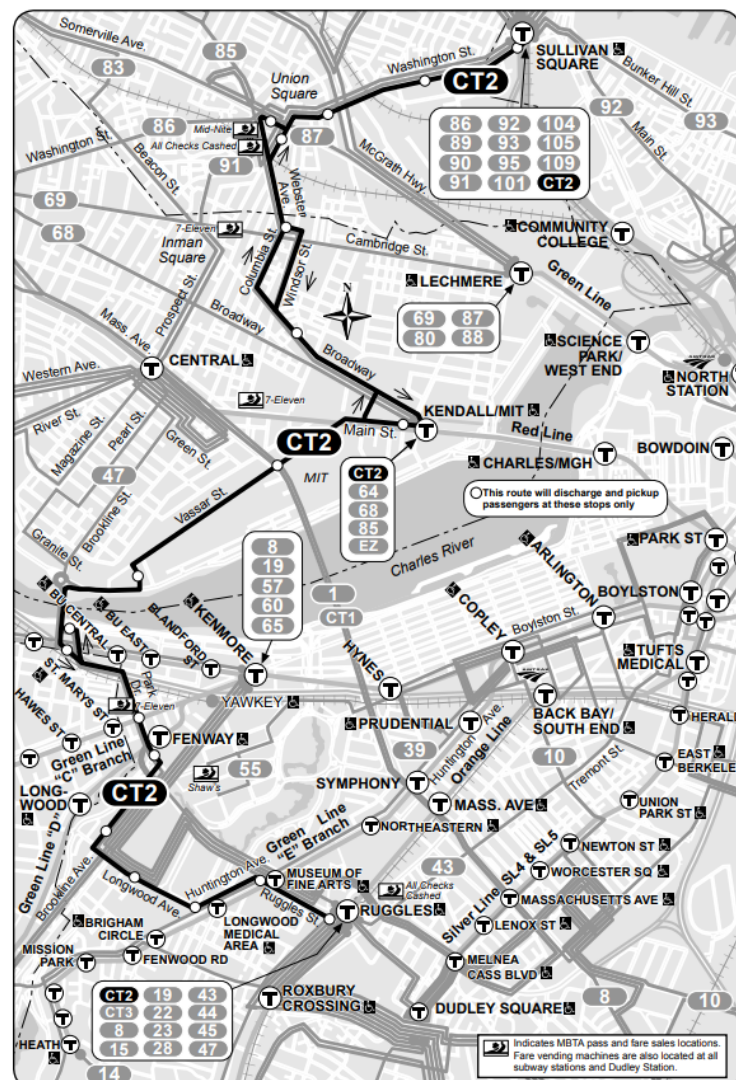 Somerville Ave.
85
83
Washington St.
SULLIVAN
SQUARE
CT2
Bunker Hill St.
Main St.
92
93
Union
Square
86
Mid-Nite
All Checks Cashed
87
Washington St.
Beacon St.
91
Webster
Ave.
McGrath Hwy.
86 92 104
89 93 105
90 95 109
91 101 CT2
69
68
7-Eleven
Inman
Square
Columbia St.
Windsor St.
Cambridge St.
COMMUNITY
COLLEGE
LECHMERE
Green Line
69 87
80 88
Prospect St.
Broadway
N
Broadway
SCIENCE
PARK/
WEST END
NORTH
STATION
Mass. Ave.
CENTRAL
Western Ave.
7-Eleven
KENDALL/MIT
River St.
Magazine St.
Pearl St.
Green St.
CT2
Main St.
Red Line
BOWDOIN
CHARLES/MGH
47
MIT
CT2
64
68
85
EZ
This route will discharge and pickup
passengers at these stops only
Vassar St.
Brookline St.
Granite St.
Charles River
8
19
57
60
65
PARK ST
ARLINGTON
BOYLSTON
1
CT1
COPLEY
Boylston St.
BU CENTRAL
BU EAST
BLANDFORD
ST
KENMORE
HYNES
TUFTS
MEDICAL
ST. MARYS ST
Park
Dr.
YAWKEY
HAWES ST
7-Eleven
PRUDENTIAL
BACK BAY/
SOUTH END
HERALD
Green Line
"C" Branch
FENWAY
39
Huntington Ave.
Orange Line
10
Tremont St.
EAST
BERKELE
55
Shaw's
LONG-
WOOD
CT2
SYMPHONY
MASS. AVE
UNION
PARK ST
Green Line "D"
Green Line
"E" Branch
NORTHEASTERN
NEWTON ST
Brookline Ave.
Longwood Ave.
Huntington Ave.
MUSEUM OF
FINE ARTS
43
All Checks
Cashed
Silver Line SL4 & SL5
WORCESTER SQ
MASSACHUSETTS AVE
Ruggles St.
RUGGLES
LENOX ST
BRIGHAM
CIRCLE
LONGWOOD
MEDICAL
AREA
MISSION
PARK
FENWOOD RD
MELNEA
CASS BLVD
CT2 19 43
CT3 22 44
8 23 45
15 28 47
ROXBURY
CROSSING
DUDLEY SQUARE
8
10
HEATH
14
Indicates MBTA pass and fare sales locations.
Fare vending machines are also located at all
subway stations and Dudley Station.